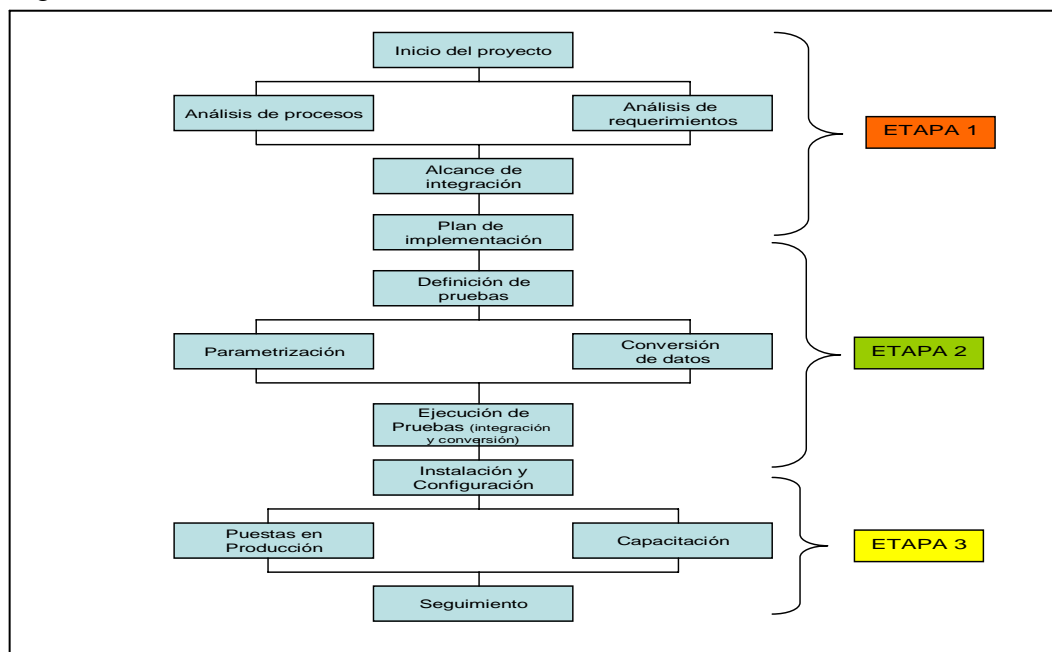 Inicio del proyecto
Análisis de procesos
Análisis de
requerimientos
ETAPA 1
Alcance de
integración
Plan de
implementación
Definición de
pruebas
Parametrización
Conversión
de datos
ETAPA 2
Ejecución de
Pruebas (integración
y conversión)
Instalación y
Configuración
Puestas en
Producción
Capacitación
ETAPA 3
Seguimiento